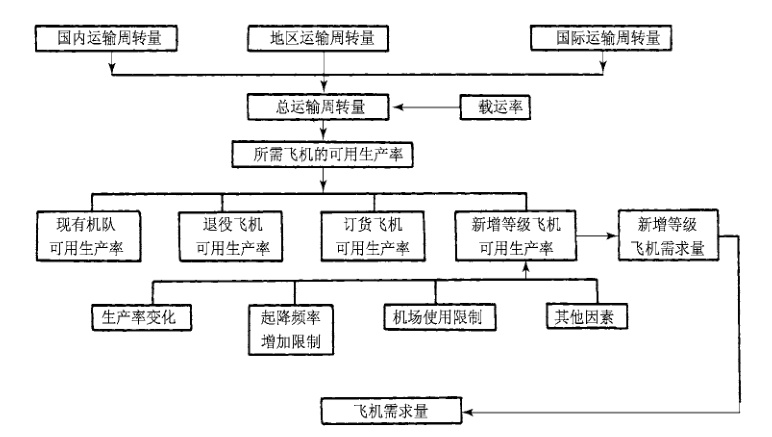 国内运输周转量
地区运输周转量
国际运输周转量
总运输周转量
载运率
所需飞机的可用生产率
现有机队
可用生产率
退役飞机
可用生产率
订货飞机
可用生产率
新增等级飞机
可用生产率
新增等级
飞机需求量
生产率变化
起降频率
增加限制
机场使用限制
其他因素
飞机需求量